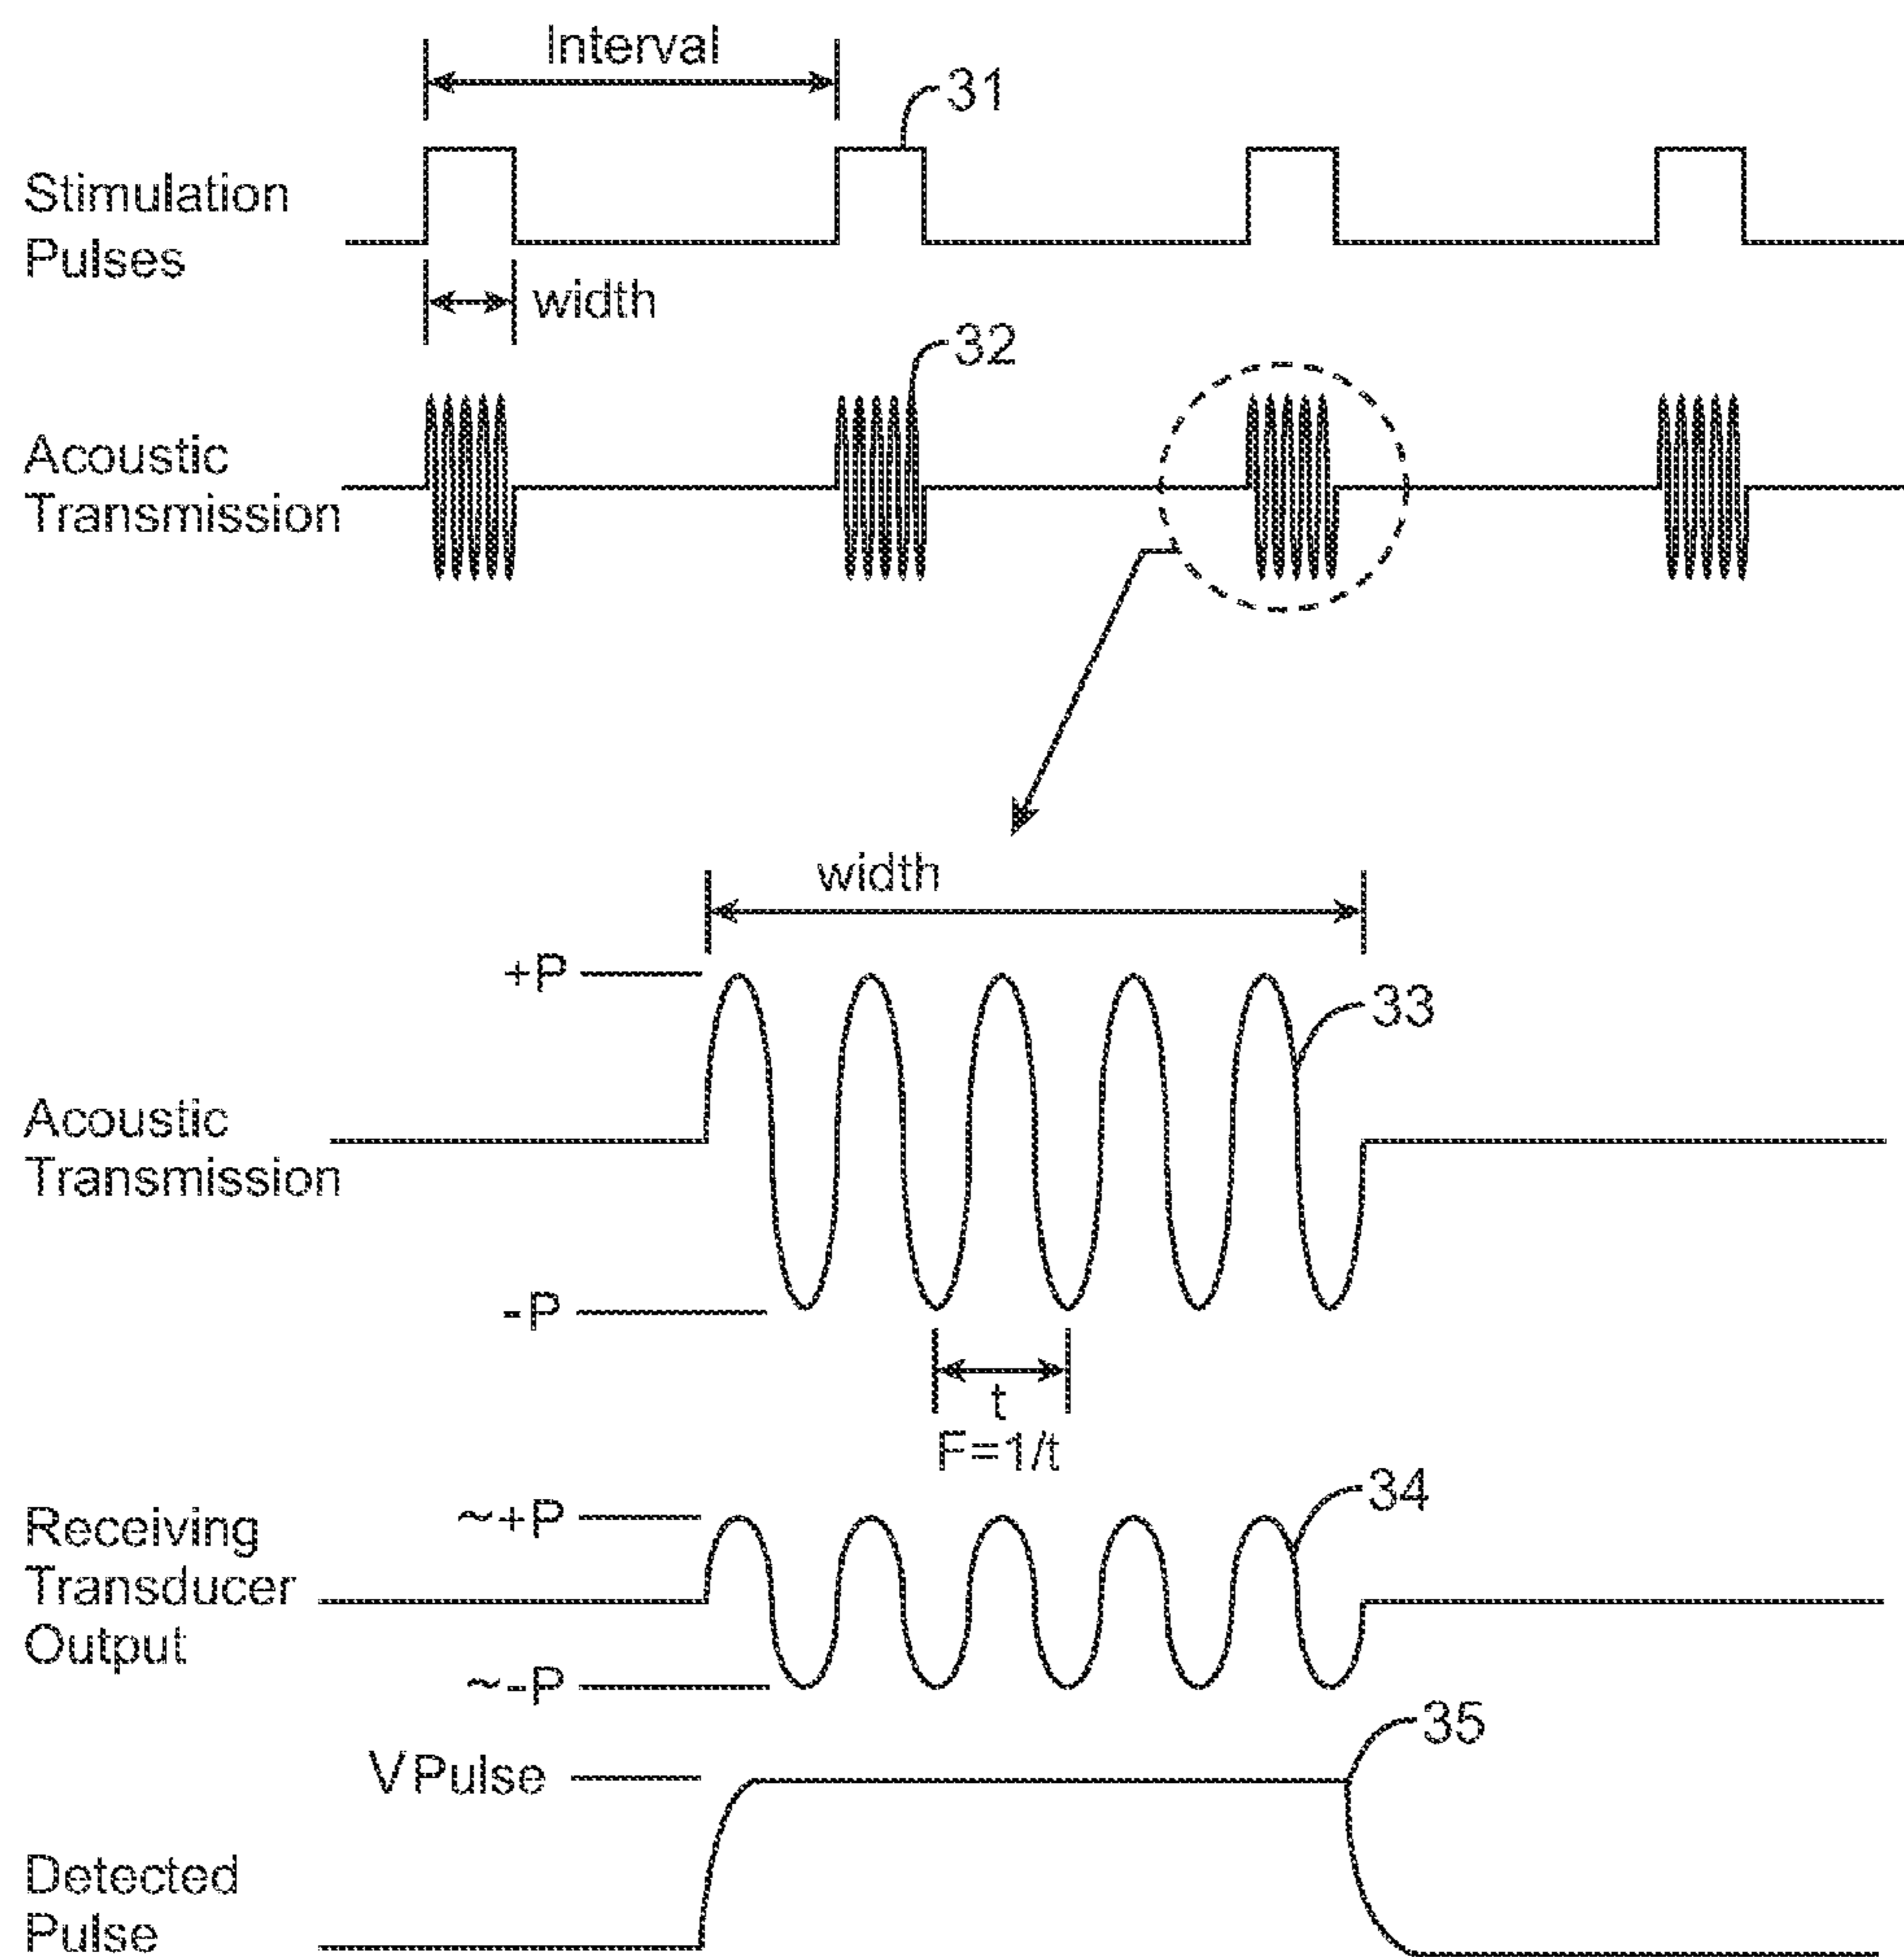 Interval
31
Stimulation
Pulses
width
32
Acoustic
Transmission
width
+P
33
Acoustic
Transmission
-P
t
F=1/t
34
~+P
Receiving
Transducer
Output
~-P
35
V Pulse
Detected
Pulse